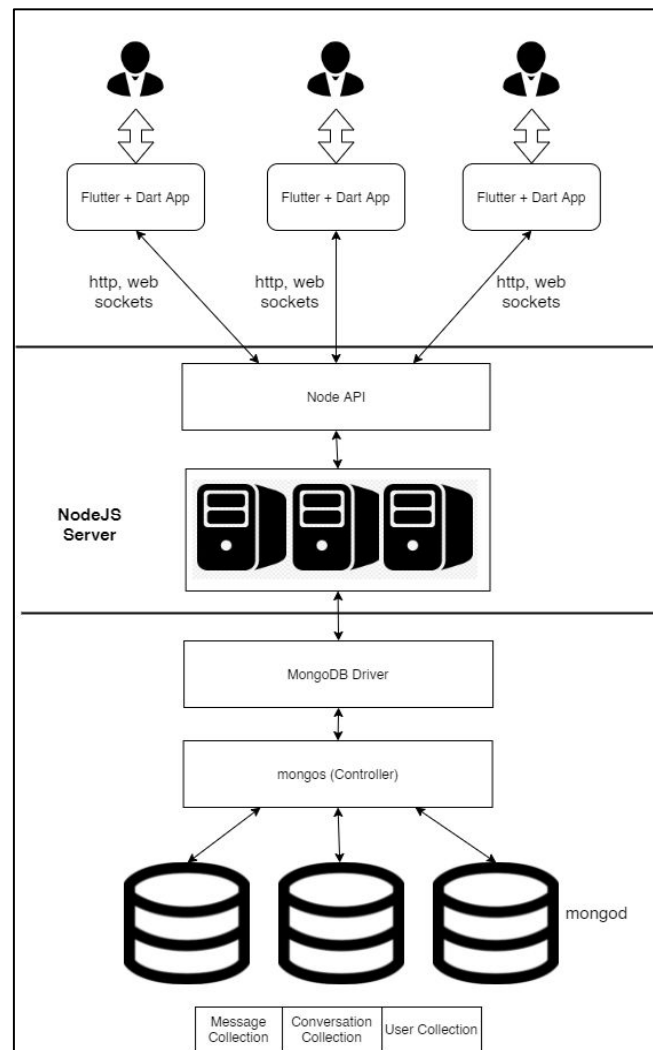 Flutter + Dart App
Flutter + Dart App
Flutter + Dart App
http, web
sockets
http, web
sockets
http, web
sockets
Node API
NodeJS
Server
MongoDB Driver
mongos (Controller)
mongod
Message
Collection
Conversation
Collection
User Collection